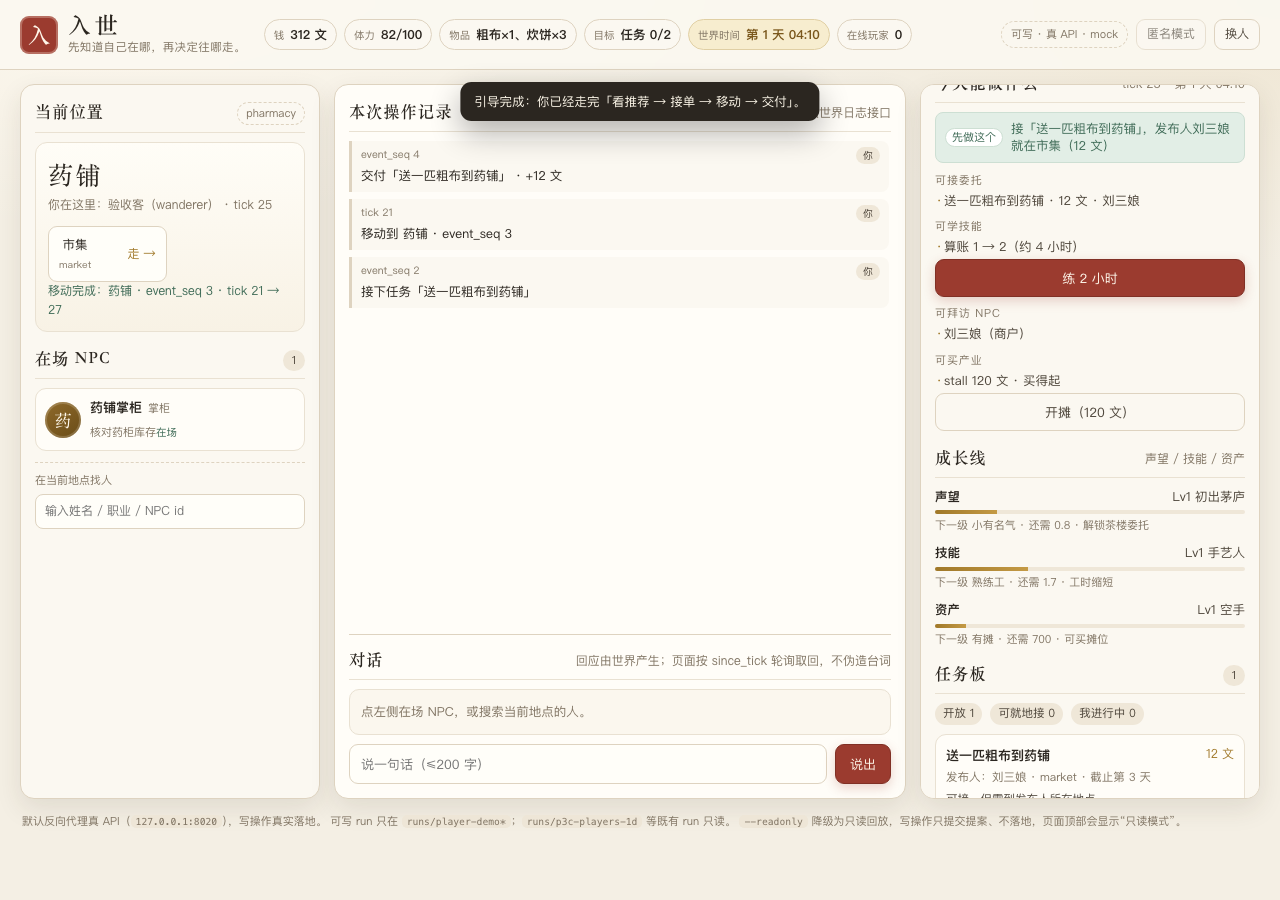 入
入世
先知道自己在哪，再决定往哪走。
钱 312 文
体力 82/100
物品 粗布×1、炊饼×3
目标 任务 0/2
世界时间 第 1 天 04:10
在线玩家 0
可写 · 真 API · mock
匿名模式
换人
引导完成：你已经走完「看推荐 → 接单 → 移动 → 交付」。
当前位置
pharmacy
药铺
你在这里：验收客（wanderer） · tick 25
市集
market
走 →
移动完成：药铺 · event_seq 3 · tick 21 →
27
在场 NPC
1
药
药铺掌柜 掌柜
核对药柜库存在场
在当前地点找人
输入姓名 / 职业 / NPC id
本次操作记录
世界日志接口
event_seq 4
你
交付「送一匹粗布到药铺」 · +12 文
tick 21
你
移动到 药铺 · event_seq 3
event_seq 2
你
接下任务「送一匹粗布到药铺」
对话
回应由世界产生；页面按 since_tick 轮询取回，不伪造台词
点左侧在场 NPC，或搜索当前地点的人。
说一句话（≤200 字）
说出
先做这个
接「送一匹粗布到药铺」，发布人刘三娘
就在市集（12 文）
可接委托
· 送一匹粗布到药铺 · 12 文 · 刘三娘
可学技能
· 算账 1 → 2（约 4 小时）
练 2 小时
可拜访 NPC
· 刘三娘（商户）
可买产业
· stall 120 文 · 买得起
开摊（120 文）
成长线
声望 / 技能 / 资产
声望
Lv1 初出茅庐
下一级 小有名气 · 还需 0.8 · 解锁茶楼委托
技能
Lv1 手艺人
下一级 熟练工 · 还需 1.7 · 工时缩短
资产
Lv1 空手
下一级 有摊 · 还需 700 · 可买摊位
任务板
1
开放 1
可就地接 0
我进行中 0
送一匹粗布到药铺
12 文
发布人：刘三娘 · market · 截止第 3 天
默认反向代理真 API（ 127.0.0.1:8020 ），写操作真实落地。 可写 run 只在 runs/player-demo* ； runs/p3c-players-1d 等既有 run 只读。 --readonly 降级为只读回放，写操作只提交提案、不落地，页面顶部会显示“只读模式”。